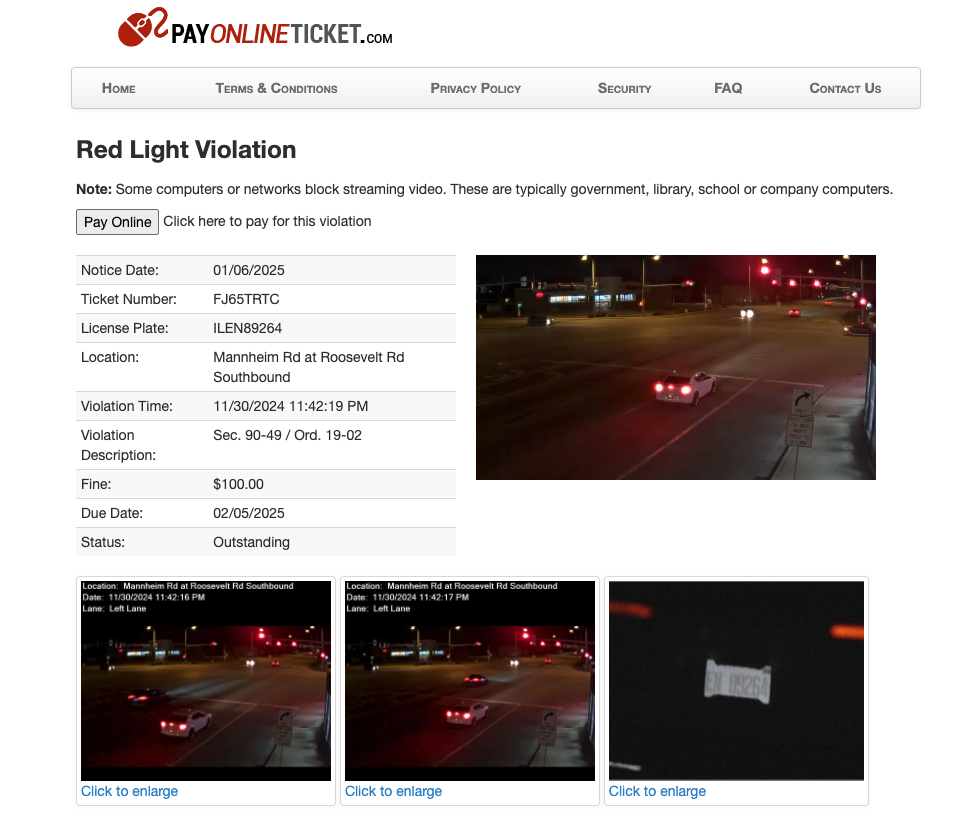 PAYONLINETICKET.COM
Home Terms & Conditions Privacy Policy Security FAQ Contact Us
Red Light Violation
Note: Some computers or networks block streaming video. These are typically government, library, school or company computers.
Pay Online Click here to pay for this violation
Notice Date: 01/06/2025
Ticket Number: FJ65TRTC
License Plate: ILEN89264
Location: Mannheim Rd at Roosevelt Rd
Southbound
Violation Time: 11/30/2024 11:42:19 PM
Violation Sec. 90-49 / Ord. 19-02
Description:
Fine: $100.00
Due Date: 02/05/2025
Status: Outstanding
Location: Mannheim Rd at Roosevelt Rd Southbound
Date: 11/30/2024 11:42:16 PM
Lane: Left Lane
Location: Mannheim Rd at Roosevelt Rd Southbound
Date: 11/30/2024 11:42:17 PM
Lane: Left Lane
EN 89264
Click to enlarge
Click to enlarge
Click to enlarge